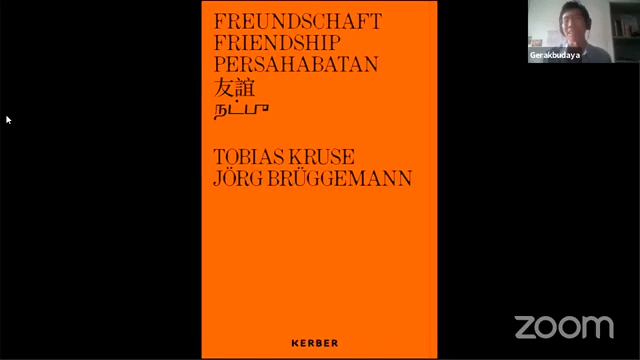 FREUNDSCHAFT
FRIENDSHIP
PERSAHABATAN
友誼
நட்பு
TOBIAS KRUSE
JÖRG BRÜGGEMANN
KERBER
Gerakbudaya
zoom